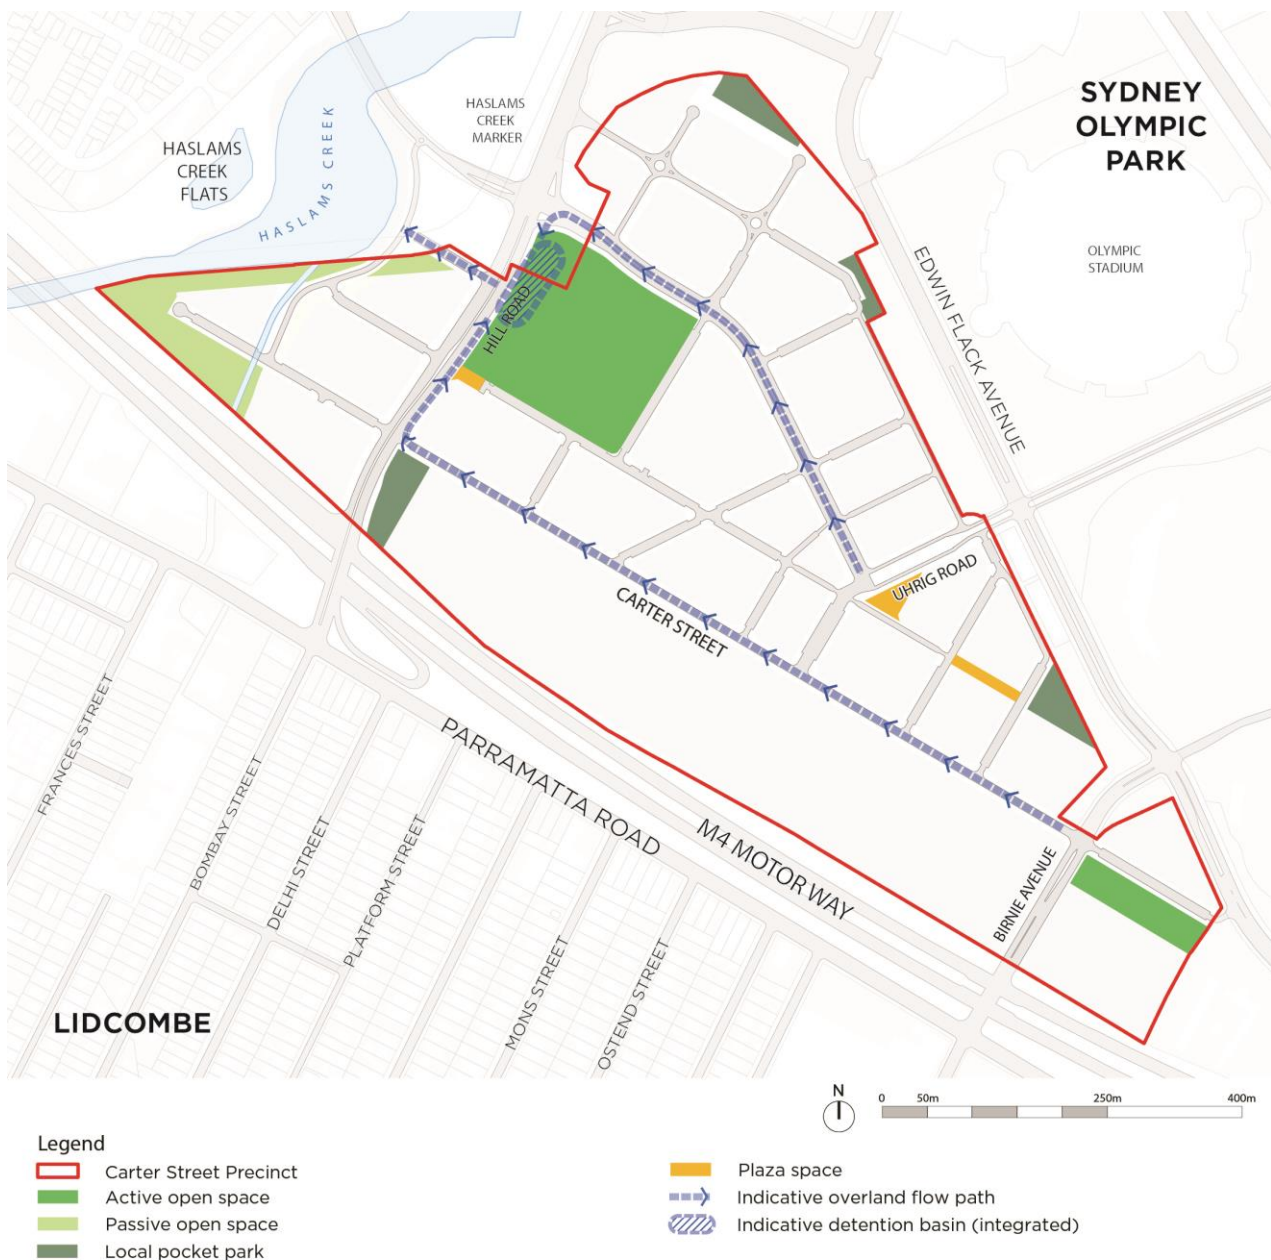 SYDNEY
OLYMPIC
PARK
HASLAMS
CREEK
MARKER
HASLAMS
CREEK
FLATS
HASLAMS CREEK
OLYMPIC
STADIUM
EDWIN FLACK AVENUE
HILL ROAD
UHRIG ROAD
CARTER STREET
PARRAMATTA ROAD
M4 MOTORWAY
BIRNIE AVENUE
FRANCES STREET
BOMBAY STREET
DELHI STREET
PLATFORM STREET
MONS STREET
OSTEND STREET
LIDCOMBE
N
0 50m 250m 400m
Legend
Carter Street Precinct
Active open space
Passive open space
Local pocket park
Plaza space
Indicative overland flow path
Indicative detention basin (integrated)